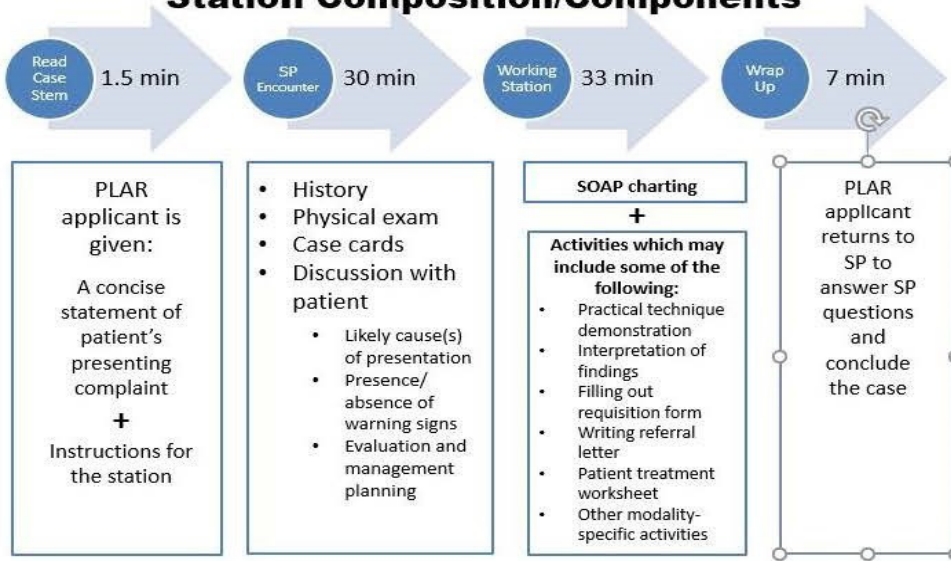 Station Composition/Components
Read
Case
Stem
1.5 min
SP
Encounter
30 min
Working
Station
33 min
Wrap
Up
7 min
PLAR
applicant is
given:
A concise
statement of
patient's
presenting
complaint
+
Instructions for
the station
• History
• Physical exam
• Case cards
• Discussion with
patient
• Likely cause(s)
of presentation
• Presence/
absence of
warning signs
• Evaluation and
management
planning
SOAP charting
+
Activities which may
include some of the
following:
• Practical technique
demonstration
• Interpretation of
findings
• Filling out
requisition form
• Writing referral
letter
• Patient treatment
worksheet
• Other modality-
specific activities
PLAR
applicant
returns to
SP to
answer SP
questions
and
conclude
the case